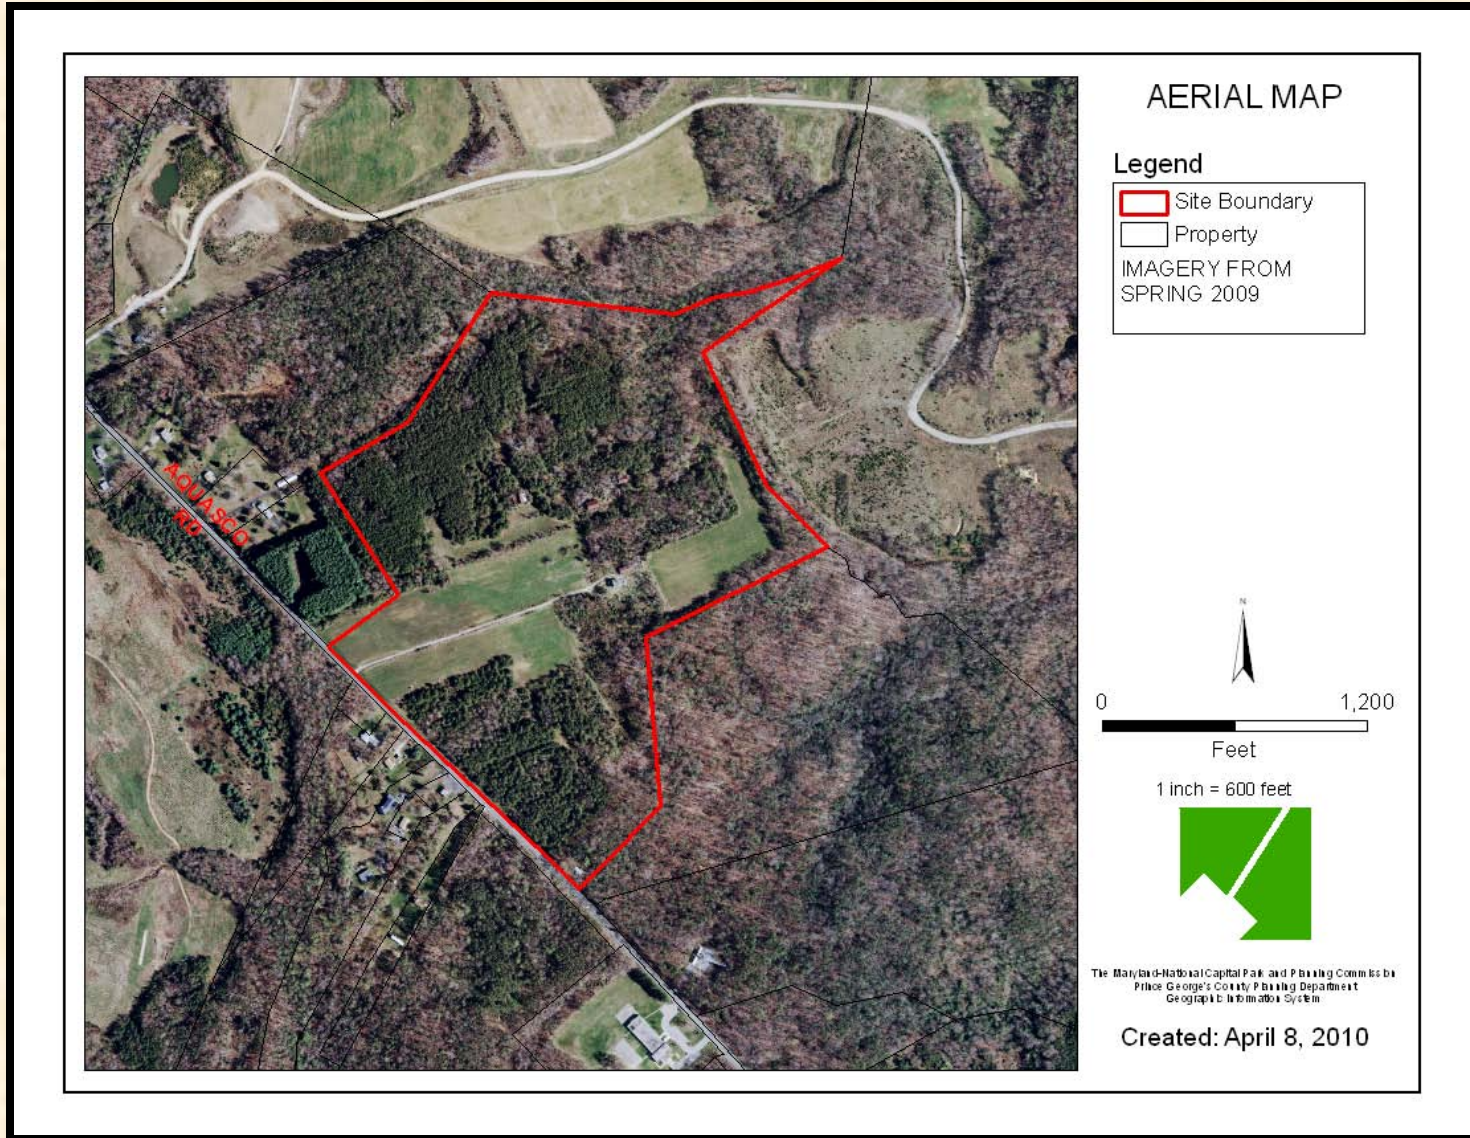 AERIAL MAP
Legend
Site Boundary
Property
IMAGERY FROM
SPRING 2009
AQUASCO
RD
N
0 1,200
Feet
1 inch = 600 feet
The Maryland-National Capital Park and Planning Commission
Prince George's County Planning Department
Geographic Information System
Created: April 8, 2010